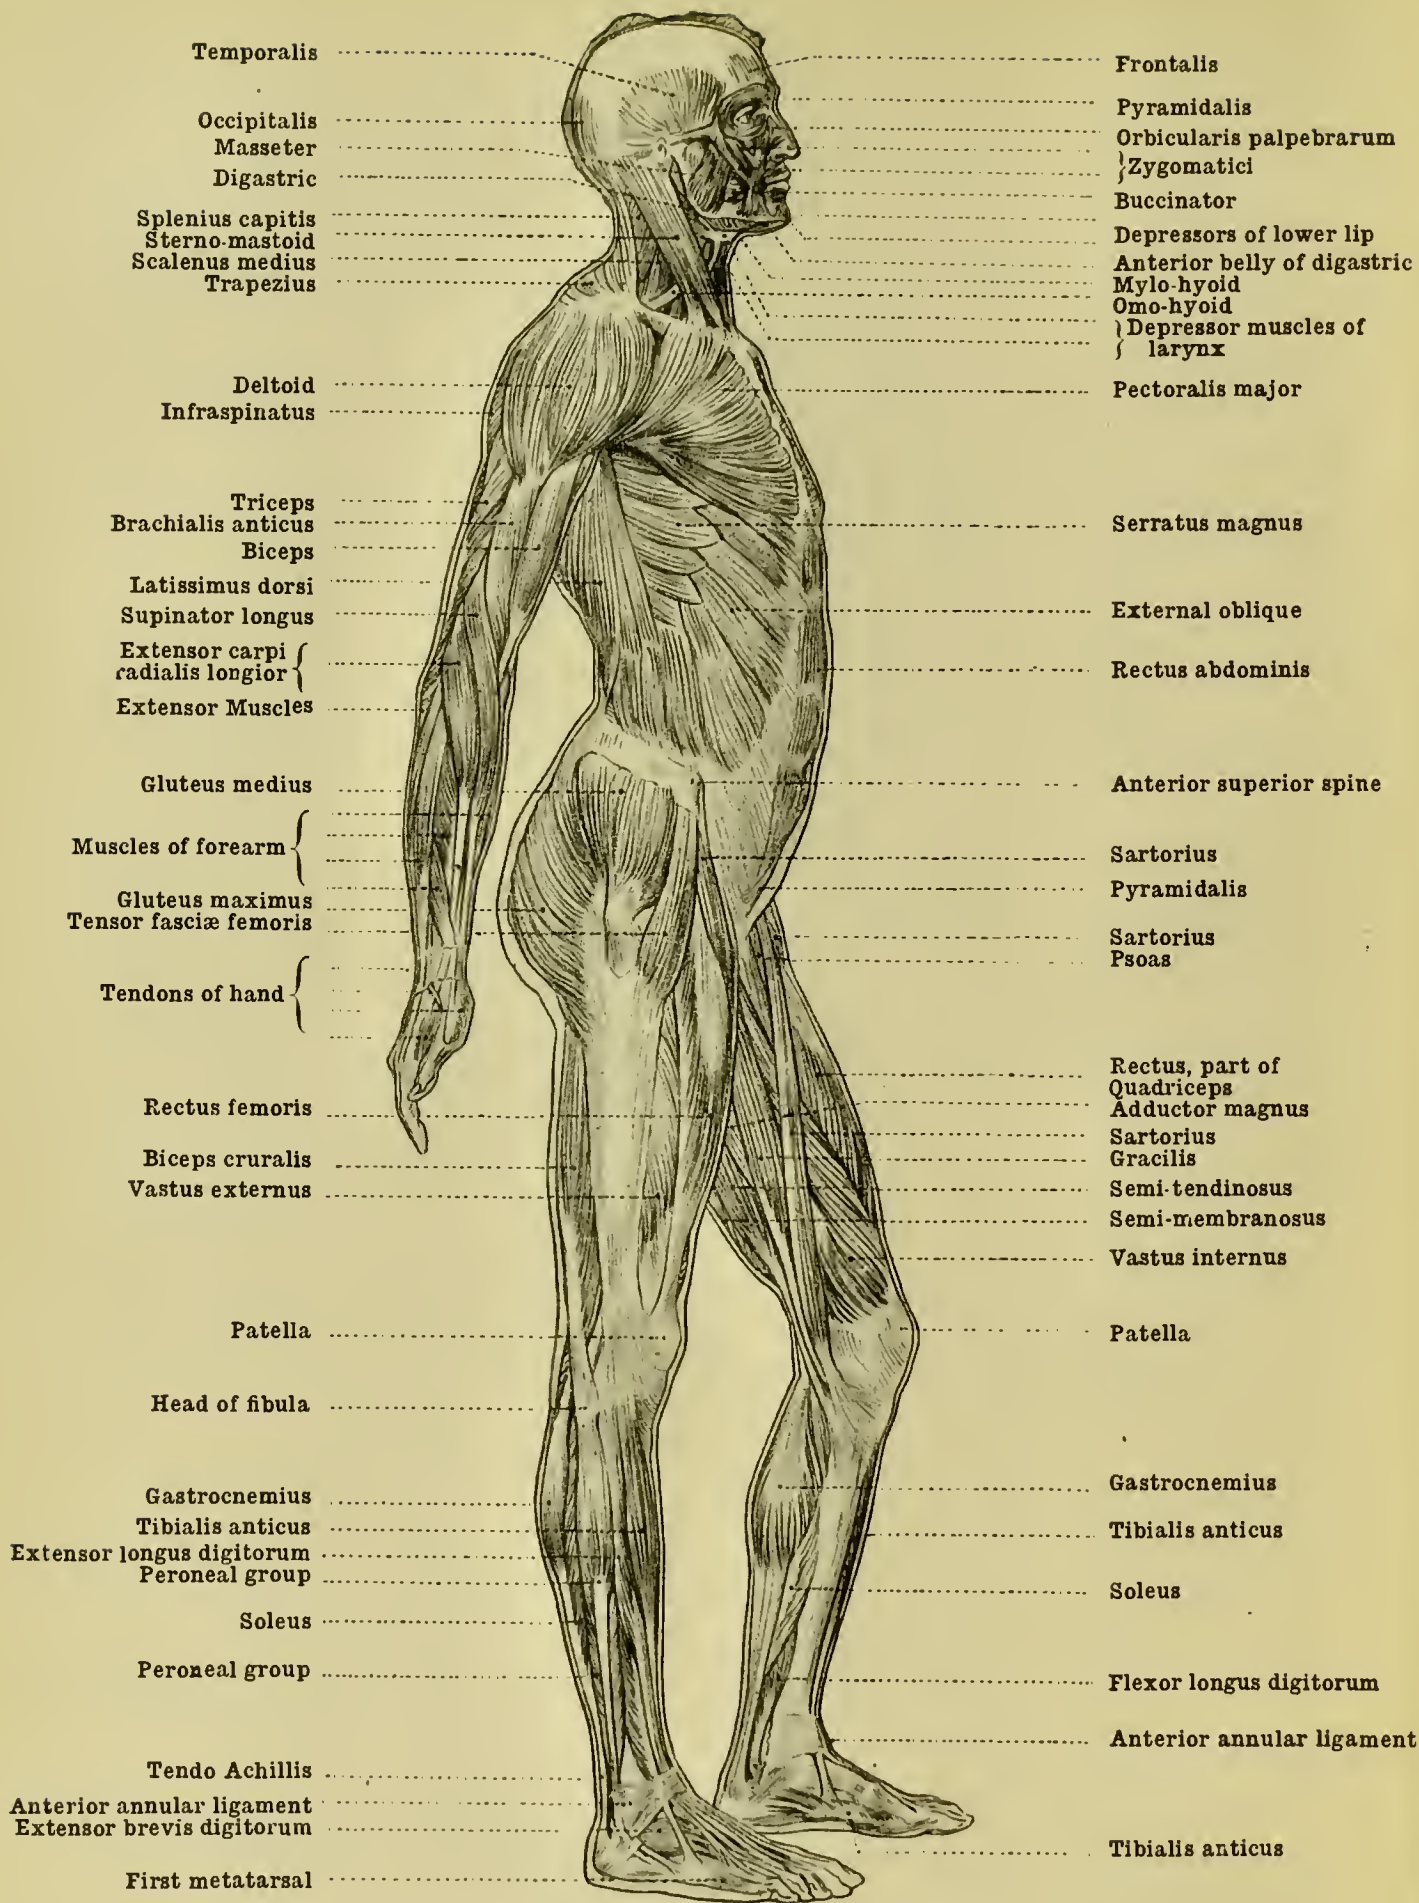 Temporalis
Occipitalis
Masseter
Digastric
Splenius capitis
Sterno-mastoid
Scalenus medius
Trapezius
Deltoid
Infraspinatus
Triceps
Brachialis anticus
Biceps
Latissimus dorsi
Supinator longus
Extensor carpi
radialis longior
Extensor Muscles
Gluteus medius
Muscles of forearm
Gluteus maximus
Tensor fasciæ femoris
Tendons of hand
Rectus femoris
Biceps cruralis
Vastus externus
Patella
Head of fibula
Gastrocnemius
Tibialis anticus
Extensor longus digitorum
Peroneal group
Soleus
Peroneal group
Tendo Achillis
Anterior annular ligament
Extensor brevis digitorum
First metatarsal
Frontalis
Pyramidalis
Orbicularis palpebrarum
Zygomatici
Buccinator
Depressors of lower lip
Anterior belly of digastric
Mylo-hyoid
Omo-hyoid
Depressor muscles of
larynx
Pectoralis major
Serratus magnus
External oblique
Rectus abdominis
Anterior superior spine
Sartorius
Pyramidalis
Sartorius
Psoas
Rectus, part of
Quadriceps
Adductor magnus
Sartorius
Gracilis
Semi-tendinosus
Semi-membranosus
Vastus internus
Patella
Gastrocnemius
Tibialis anticus
Soleus
Flexor longus digitorum
Anterior annular ligament
Tibialis anticus